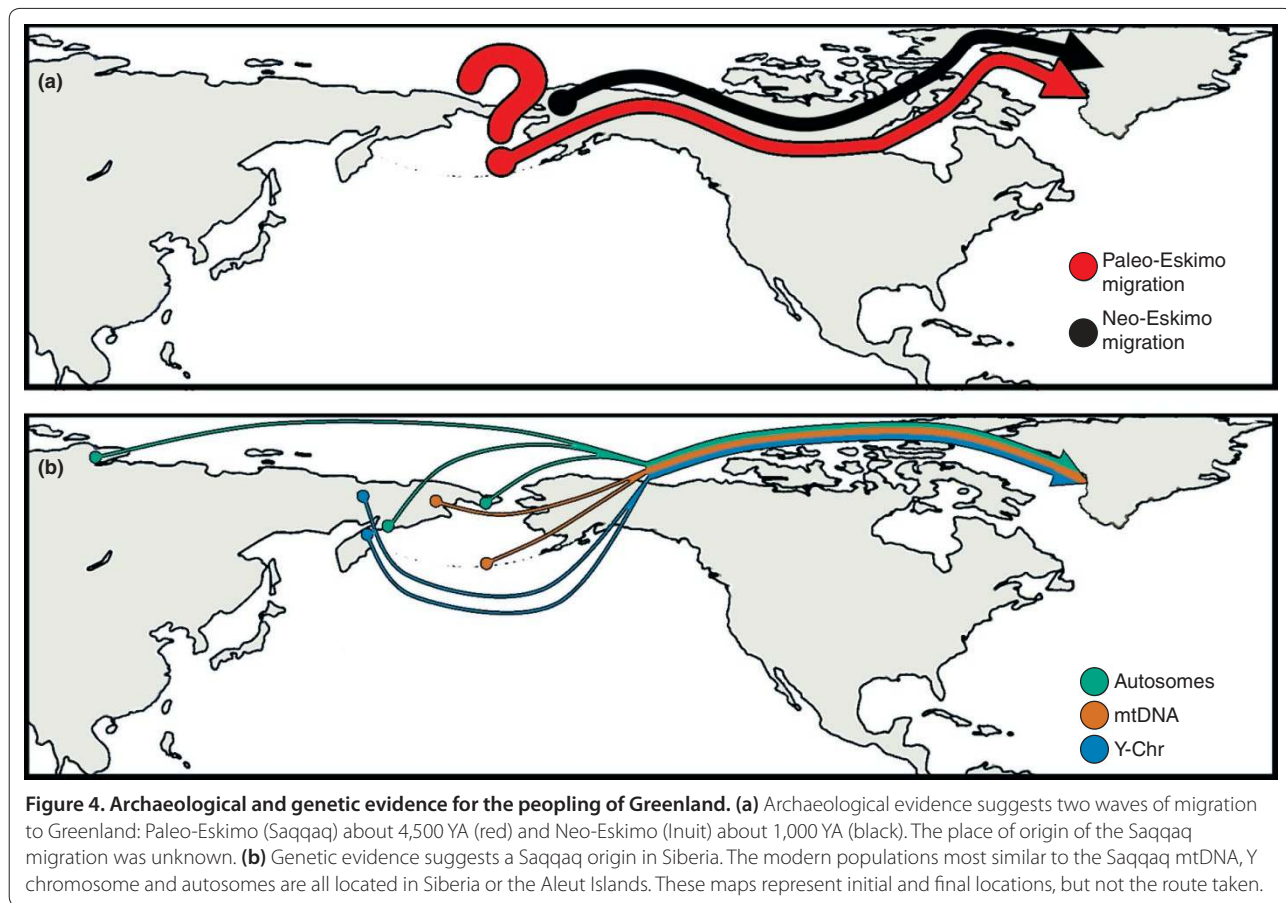 (a)
?
Paleo-Eskimo
migration
Neo-Eskimo
migration
(b)
Autosomes
mtDNA
Y-Chr
Figure 4. Archaeological and genetic evidence for the peopling of Greenland. (a) Archaeological evidence suggests two waves of migration
to Greenland: Paleo-Eskimo (Saqqaq) about 4,500 YA (red) and Neo-Eskimo (Inuit) about 1,000 YA (black). The place of origin of the Saqqaq
migration was unknown. (b) Genetic evidence suggests a Saqqaq origin in Siberia. The modern populations most similar to the Saqqaq mtDNA, Y
chromosome and autosomes are all located in Siberia or the Aleut Islands. These maps represent initial and final locations, but not the route taken.